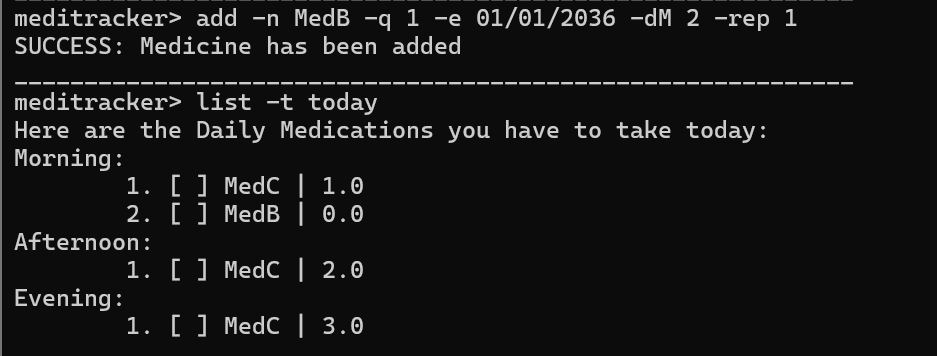 meditracker> add -n MedB -q 1 -e 01/01/2036 -dM 2 -rep 1
SUCCESS: Medicine has been added
____________________________________________________________
meditracker> list -t today
Here are the Daily Medications you have to take today:
Morning:
        1. [ ] MedC | 1.0
        2. [ ] MedB | 0.0
Afternoon:
        1. [ ] MedC | 2.0
Evening:
        1. [ ] MedC | 3.0